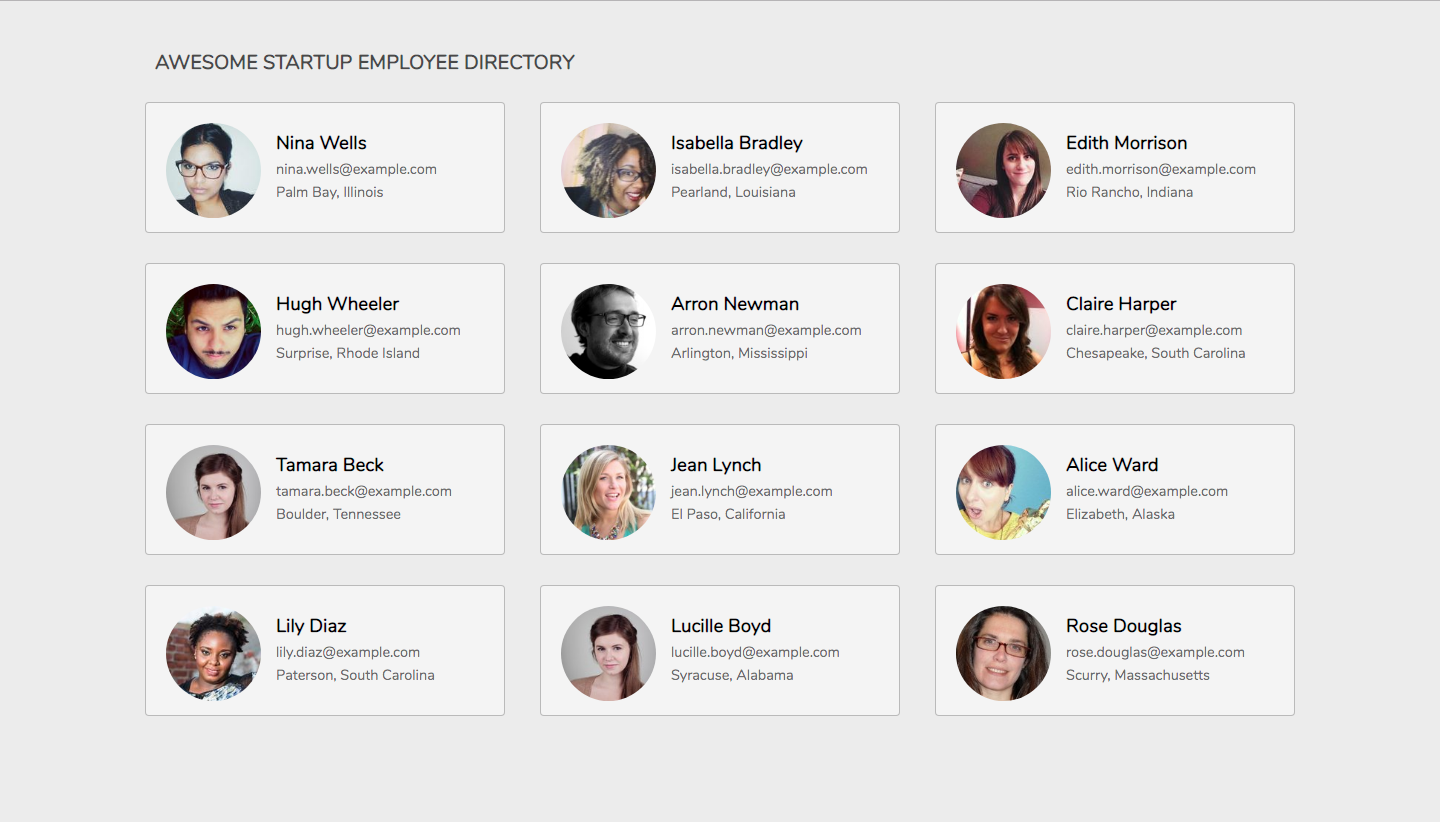 AWESOME STARTUP EMPLOYEE DIRECTORY
Nina Wells
nina.wells@example.com
Palm Bay, Illinois
Isabella Bradley
isabella.bradley@example.com
Pearland, Louisiana
Edith Morrison
edith.morrison@example.com
Rio Rancho, Indiana
Hugh Wheeler
hugh.wheeler@example.com
Surprise, Rhode Island
Arron Newman
arron.newman@example.com
Arlington, Mississippi
Claire Harper
claire.harper@example.com
Chesapeake, South Carolina
Tamara Beck
tamara.beck@example.com
Boulder, Tennessee
Jean Lynch
jean.lynch@example.com
El Paso, California
Alice Ward
alice.ward@example.com
Elizabeth, Alaska
Lily Diaz
lily.diaz@example.com
Paterson, South Carolina
Lucille Boyd
lucille.boyd@example.com
Syracuse, Alabama
Rose Douglas
rose.douglas@example.com
Scurry, Massachusetts